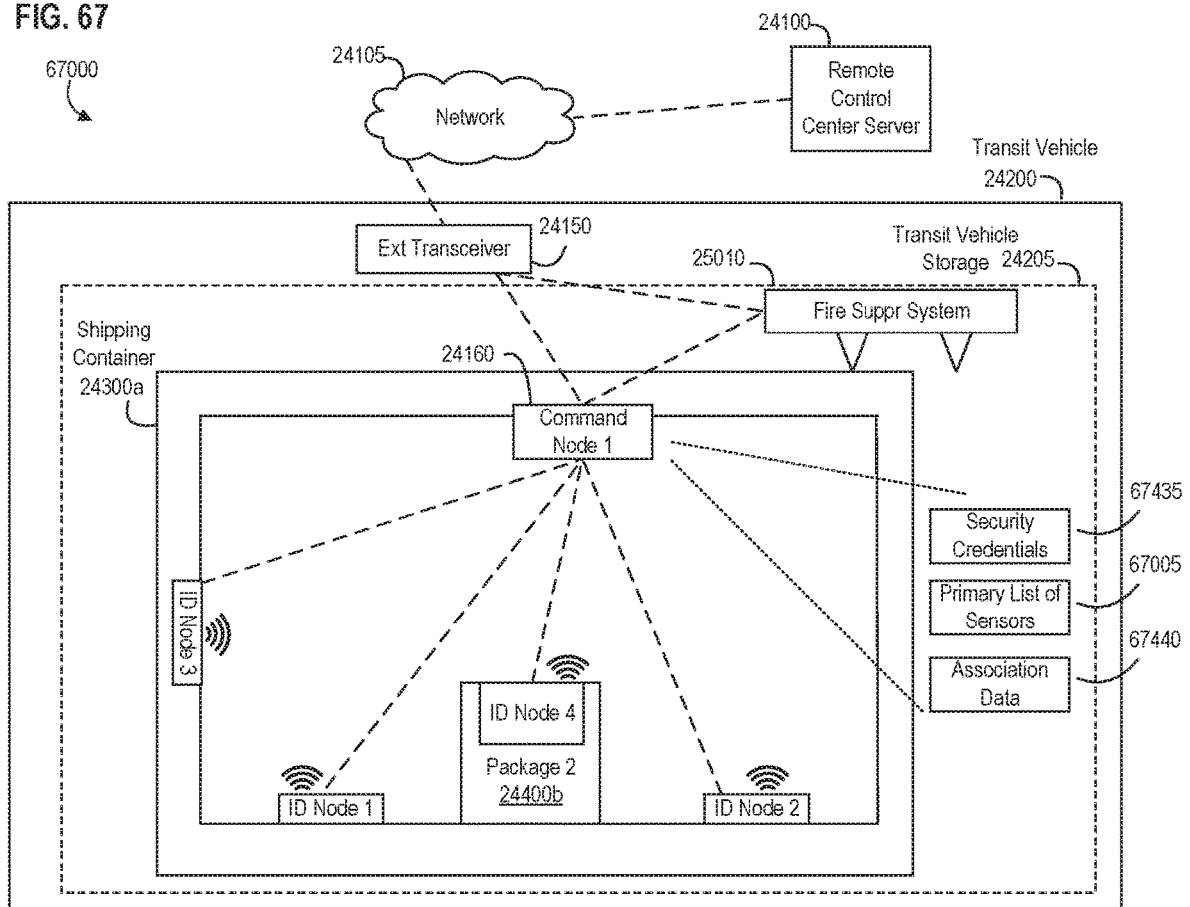 FIG. 67
67000
24105
Network
24100
Remote
Control
Center Server
Transit Vehicle
24200
Ext Transceiver
24150
Transit Vehicle
Storage 24205
25010
Fire Suppr System
Shipping
Container
24300a
24160
Command
Node 1
67435
Security
Credentials
67005
Primary List of
Sensors
67440
Association
Data
ID Node 3
ID Node 4
Package 2
24400b
ID Node 1
ID Node 2